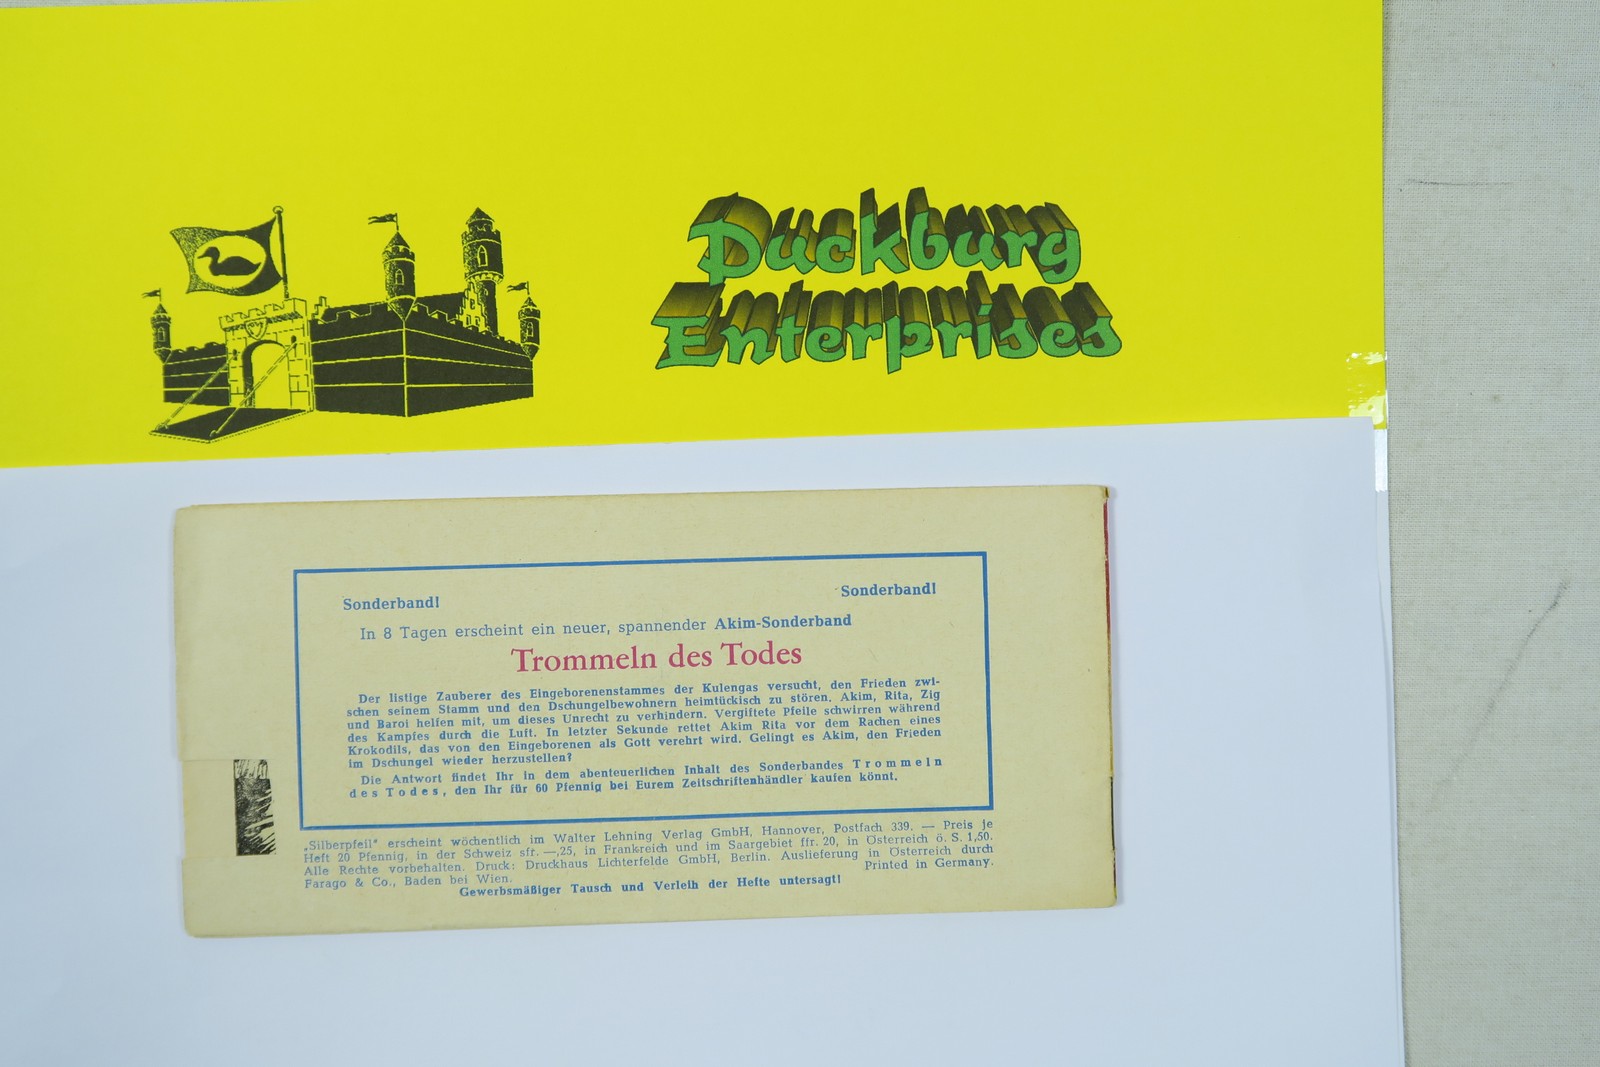 Duckburg
Enterprises
Sonderband! Sonderband!
In 8 Tagen erscheint ein neuer, spannender Akim-Sonderband
Trommeln des Todes
Der listige Zauberer des Eingeborenenstammes der Kulengas versucht, den Frieden zwi-
schen seinem Stamm und den Dschungelbewohnern heimtückisch zu stören. Akim, Rita, Zig
und Baroi helfen mit, um dieses Unrecht zu verhindern. Vergiftete Pfeile schwirren während
des Kampfes durch die Luft. In letzter Sekunde rettet Akim Rita vor dem Rachen eines
Krokodils, das von den Eingeborenen als Gott verehrt wird. Gelingt es Akim, den Frieden
im Dschungel wieder herzustellen?
Die Antwort findet Ihr in dem abenteuerlichen Inhalt des Sonderbandes Trommeln
des Todes, den Ihr für 60 Pfennig bei Eurem Zeitschriftenhändler kaufen könnt.
„Silberpfeil" erscheint wöchentlich im Walter Lehning Verlag GmbH, Hannover, Postfach 339. — Preis je
Heft 20 Pfennig, in der Schweiz sfr. —,25, in Frankreich und im Saargebiet ffr. 20, in Österreich ö. S. 1,50.
Alle Rechte vorbehalten. Druck: Druckhaus Lichterfelde GmbH, Berlin. Auslieferung in Österreich durch
Farago & Co., Baden bei Wien. Printed in Germany.
Gewerbsmäßiger Tausch und Verleih der Hefte untersagt!